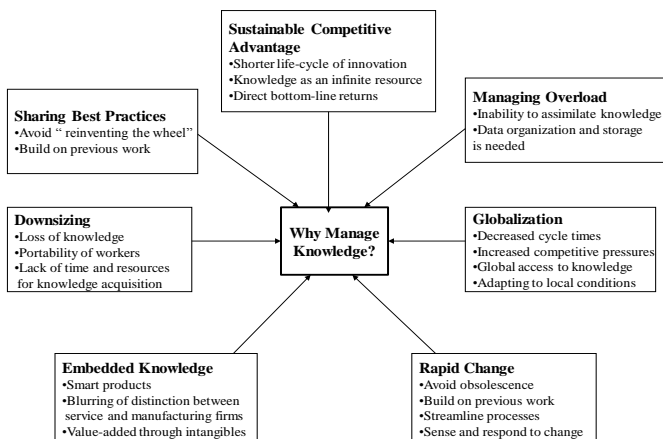 Sustainable Competitive
Advantage
•Shorter life-cycle of innovation
•Knowledge as an infinite resource
•Direct bottom-line returns
Sharing Best Practices
•Avoid “ reinventing the wheel”
•Build on previous work
Managing Overload
•Inability to assimilate knowledge
•Data organization and storage
is needed
Downsizing
•Loss of knowledge
•Portability of workers
•Lack of time and resources
for knowledge acquisition
Why Manage
Knowledge?
Globalization
•Decreased cycle times
•Increased competitive pressures
•Global access to knowledge
•Adapting to local conditions
Embedded Knowledge
•Smart products
•Blurring of distinction between
service and manufacturing firms
•Value-added through intangibles
Rapid Change
•Avoid obsolescence
•Build on previous work
•Streamline processes
•Sense and respond to change